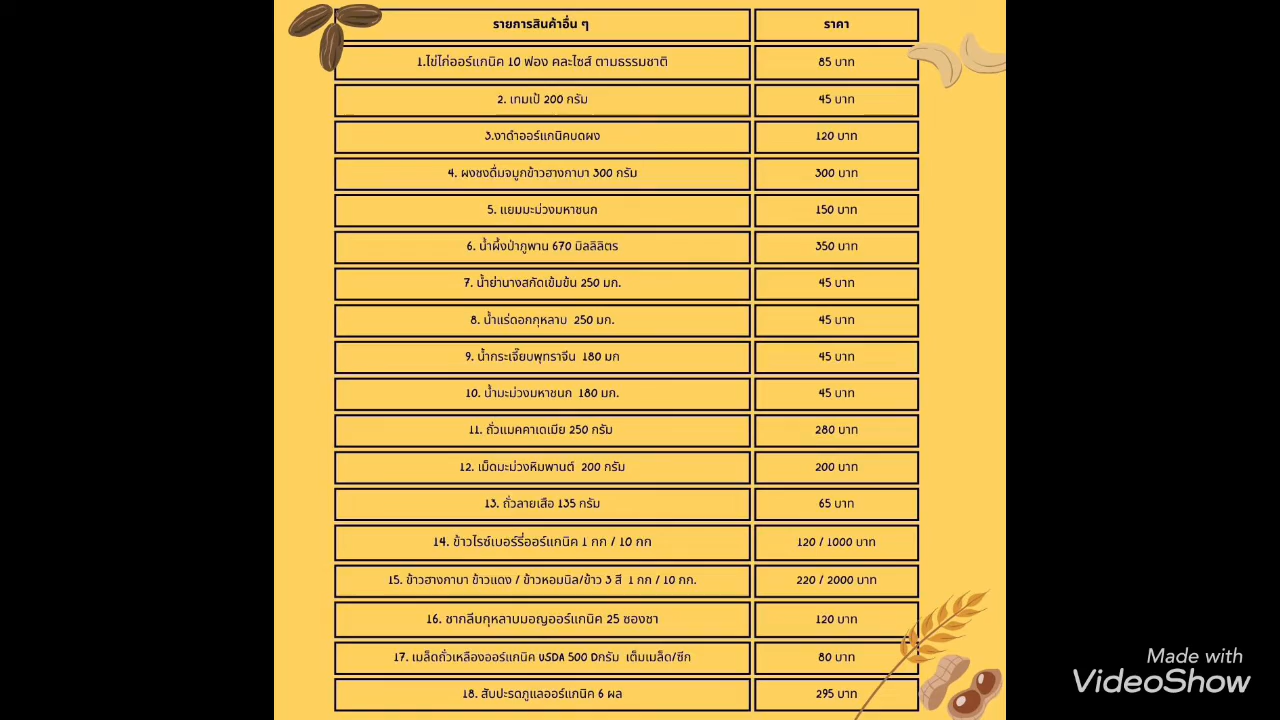 รายการสินค้าอื่น ๆ ราคา
1.ไข่ไก่ออร์แกนิค 10 ฟอง คละไซส์ ตามธรรมชาติ 85 บาท
2. เทมเป้ 200 กรัม 45 บาท
3.งาดำออร์แกนิคบดผง 120 บาท
4. ผงชงดื่มจมูกข้าวฮางกาบา 300 กรัม 300 บาท
5. แยมมะม่วงมหาชนก 150 บาท
6. น้ำผึ้งป่าภูพาน 670 มิลลิลิตร 350 บาท
7. น้ำย่านางสกัดเข้มข้น 250 มก. 45 บาท
8. น้ำแร่ดอกกุหลาบ 250 มก. 45 บาท
9. น้ำกระเจี๊ยบพุทราจีน 180 มก 45 บาท
10. น้ำมะม่วงมหาชนก 180 มก. 45 บาท
11. ถั่วแมคคาเดเมีย 250 กรัม 280 บาท
12. เม็ดมะม่วงหิมพานต์ 200 กรัม 200 บาท
13. ถั่วลายเสือ 135 กรัม 65 บาท
14. ข้าวไรซ์เบอร์รี่ออร์แกนิค 1 กก / 10 กก 120 / 1000 บาท
15. ข้าวฮางกาบา ข้าวแดง / ข้าวหอมนิล/ข้าว 3 สี 1 กก / 10 กก. 220 / 2000 บาท
16. ชากลีบกุหลาบมอญออร์แกนิค 25 ซองชา 120 บาท
17. เมล็ดถั่วเหลืองออร์แกนิค USDA 500 Dกรัม เต็มเมล็ด/ซีก 80 บาท
18. สับปะรดภูแลออร์แกนิค 6 ผล 295 บาท
Made with
VideoShow